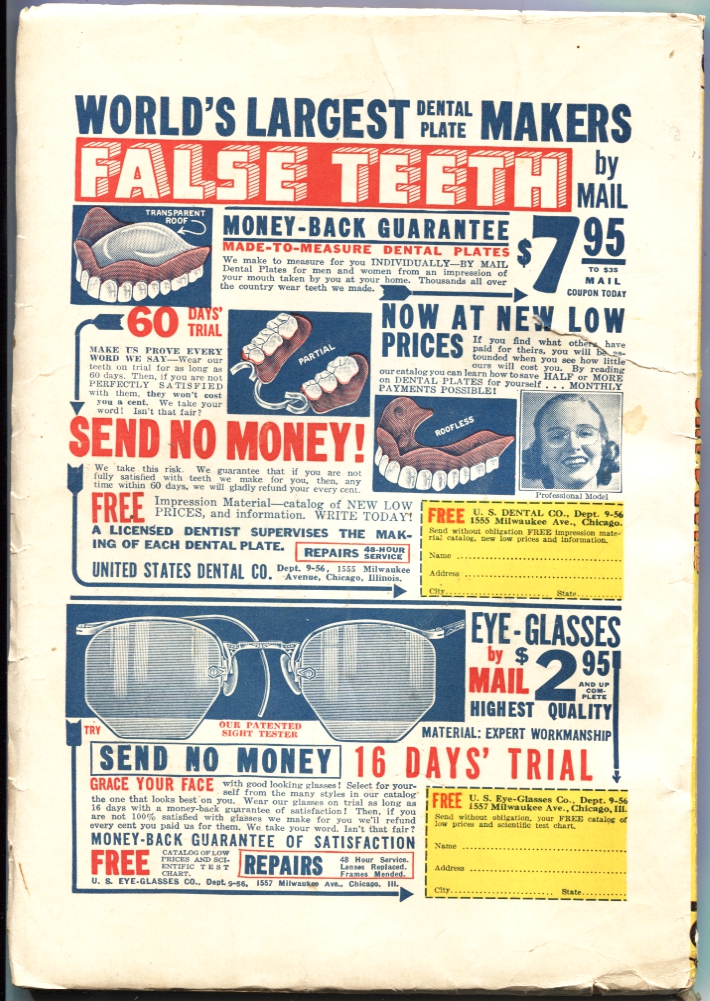 WORLD'S LARGEST DENTAL PLATE MAKERS
FALSE TEETH by MAIL
TRANSPARENT
ROOF
MONEY-BACK GUARANTEE
MADE-TO-MEASURE DENTAL PLATES
We make to measure for you INDIVIDUALLY—BY MAIL
Dental Plates for men and women from an impression of
your mouth taken by you at your home. Thousands all over
the country wear teeth we made.
$7.95
TO $35
MAIL
COUPON TODAY
60 DAYS' TRIAL
MAKE US PROVE EVERY
WORD WE SAY—Wear our
teeth on trial for as long as
60 days. Then, if you are not
PERFECTLY SATISFIED
with them, they won't cost
you a cent. We take your
word! Isn't that fair?
PARTIAL
NOW AT NEW LOW
PRICES
If you find what others have
paid for theirs, you will be as-
tounded when you see how little
ours will cost you. By reading
our catalog you can learn how to save HALF or MORE
on DENTAL PLATES for yourself . . . MONTHLY
PAYMENTS POSSIBLE!
SEND NO MONEY!
We take this risk. We guarantee that if you are not
fully satisfied with teeth we make for you, then, any
time within 60 days, we will gladly refund your every cent.
ROOFLESS
Professional Model
FREE Impression Material—catalog of NEW LOW
PRICES, and information. WRITE TODAY!
A LICENSED DENTIST SUPERVISES THE MAK-
ING OF EACH DENTAL PLATE.
REPAIRS 48-HOUR SERVICE
UNITED STATES DENTAL CO. Dept. 9-56, 1555 Milwaukee
Avenue, Chicago, Illinois.
FREE U. S. DENTAL CO., Dept. 9-56
1555 Milwaukee Ave., Chicago.
Send without obligation FREE impression mate-
rial catalog, new low prices and information.
Name
Address
City State
EYE-GLASSES
by MAIL $2.95
AND UP
COM-
PLETE
HIGHEST QUALITY
MATERIAL: EXPERT WORKMANSHIP
TRY
OUR PATENTED
SIGHT TESTER
SEND NO MONEY 16 DAYS' TRIAL
GRACE YOUR FACE with good looking glasses! Select for your-
self from the many styles in our catalog
the one that looks best on you. Wear our glasses on trial as long as
16 days with a money-back guarantee of satisfaction! Then, if you
are not 100% satisfied with glasses we make for you we'll refund
every cent you paid us for them. We take your word. Isn't that fair?
MONEY-BACK GUARANTEE OF SATISFACTION
FREE CATALOG OF LOW
PRICES AND SCI-
ENTIFIC TEST
CHART.
REPAIRS 48 Hour Service.
Lenses Replaced.
Frames Mended.
U. S. EYE-GLASSES CO., Dept. 9-56, 1557 Milwaukee Ave., Chicago, Ill.
FREE U. S. Eye-Glasses Co., Dept. 9-56
1557 Milwaukee Ave., Chicago, Ill.
Send without obligation, your FREE catalog of
low prices and scientific test chart.
Name
Address
City State